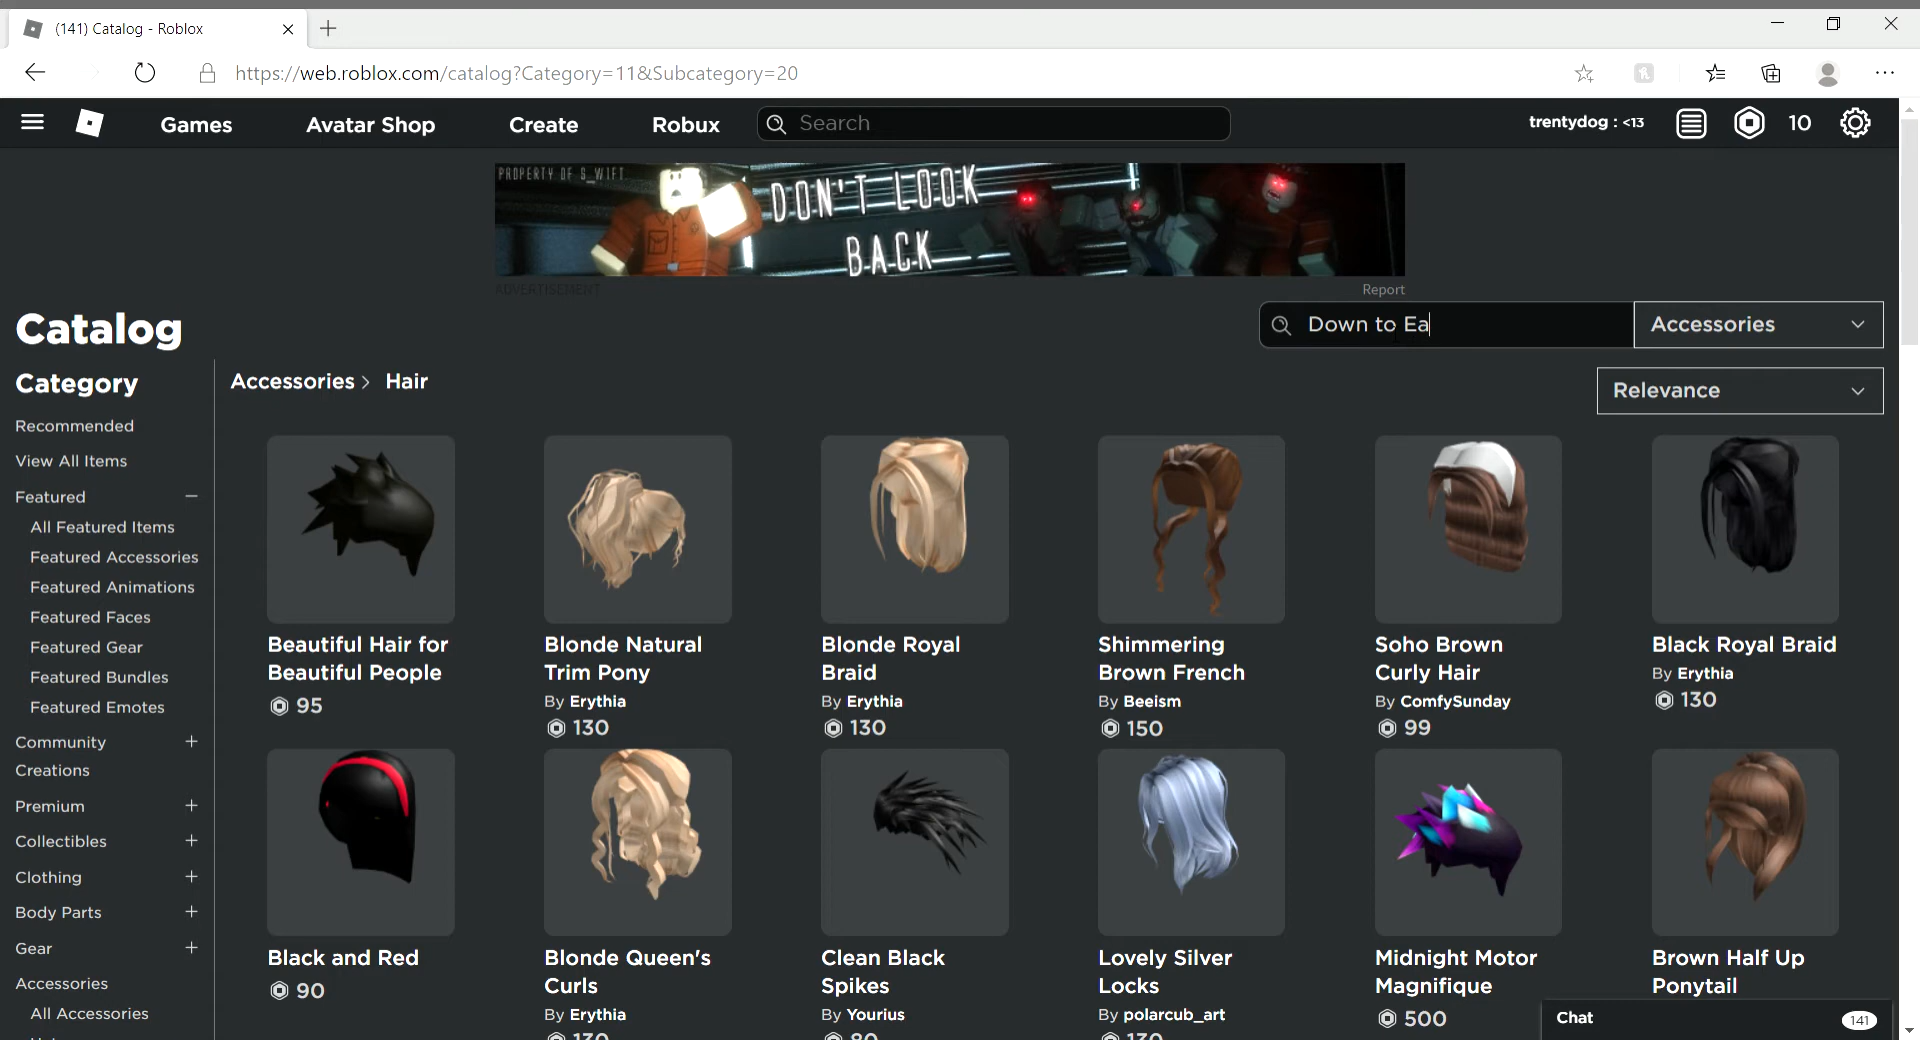 (141) Catalog - Roblox
https://web.roblox.com/catalog?Category=11&Subcategory=20
Games
Avatar Shop
Create
Robux
Search
trentydog : <13
10
PROPERTY OF S_W1FT
DON'T LOOK
BACK
ADVERTISEMENT
Report
Catalog
Down to Ea
Accessories
Category
Accessories > Hair
Relevance
Recommended
View All Items
Featured
All Featured Items
Featured Accessories
Featured Animations
Featured Faces
Featured Gear
Featured Bundles
Featured Emotes
Community
Creations
Premium
Collectibles
Clothing
Body Parts
Gear
Accessories
All Accessories
Beautiful Hair for
Beautiful People
95
Blonde Natural
Trim Pony
By Erythia
130
Blonde Royal
Braid
By Erythia
130
Shimmering
Brown French
By Beeism
150
Soho Brown
Curly Hair
By ComfySunday
99
Black Royal Braid
By Erythia
130
Black and Red
90
Blonde Queen's
Curls
By Erythia
130
Clean Black
Spikes
By Yourius
80
Lovely Silver
Locks
By polarcub_art
130
Midnight Motor
Magnifique
500
Brown Half Up
Ponytail
Chat
141